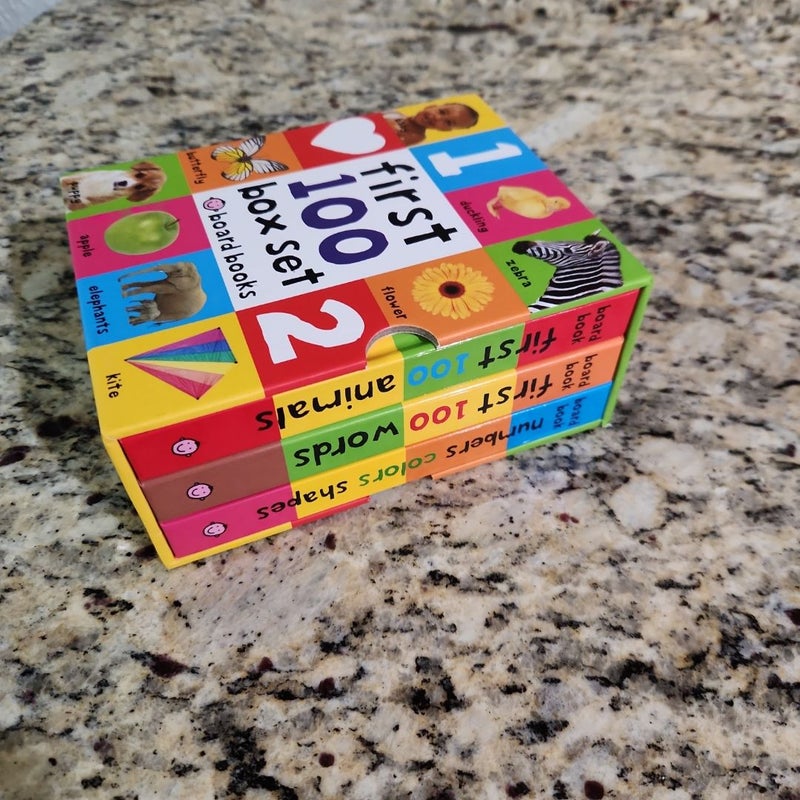 first
100
box set
board books
puppy
butterfly
1
apple
duckling
elephants
zebra
kite
2
flower
first 100 animals
board book
first 100 words
board book
numbers colors shapes
board book